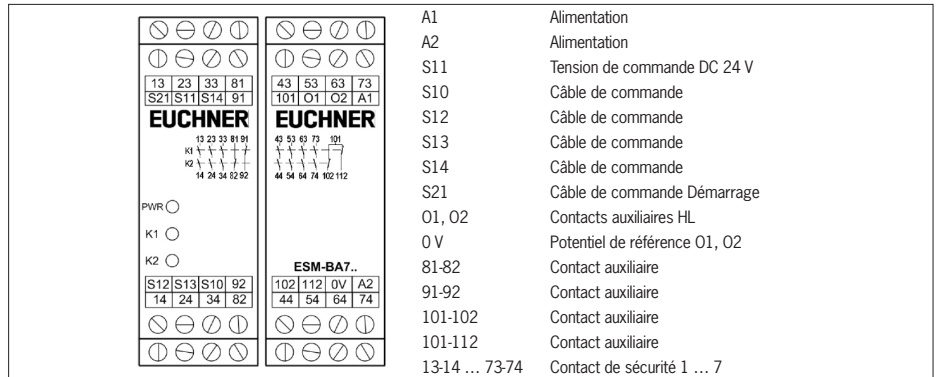 13 23 33 81
S21 S11 S14 91
EUCHNER
13 23 33 81 91
K1
K2
14 24 34 82 92
PWR
K1
K2
S12 S13 S10 92
14 24 34 82
43 53 63 73
101 O1 O2 A1
EUCHNER
43 53 63 73 101
44 54 64 74 102 112
ESM-BA7..
102 112 0V A2
44 54 64 74
A1 Alimentation
A2 Alimentation
S11 Tension de commande DC 24 V
S10 Câble de commande
S12 Câble de commande
S13 Câble de commande
S14 Câble de commande
S21 Câble de commande Démarrage
O1, O2 Contacts auxiliaires HL
0 V Potentiel de référence O1, O2
81-82 Contact auxiliaire
91-92 Contact auxiliaire
101-102 Contact auxiliaire
101-112 Contact auxiliaire
13-14 … 73-74 Contact de sécurité 1 … 7